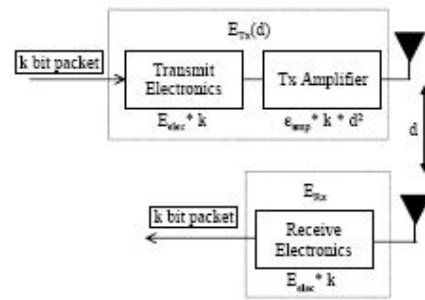 E_Tx(d)
k bit packet
Transmit
Electronics
Tx Amplifier
E_elec* k
ε_amp* k * d²
d
E_Rx
k bit packet
Receive
Electronics
E_elec* k